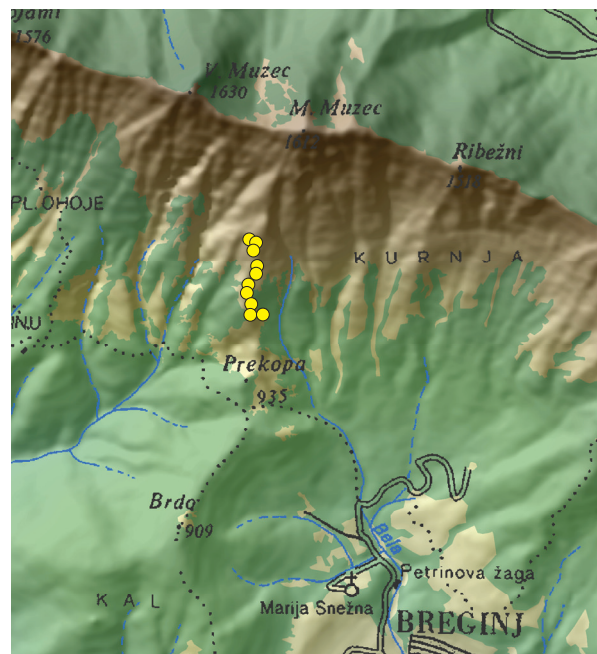 1576
V. Muzec
1630
M. Muzec
Ribežni
PL. OHOJE
K U R N J A
Prekopa
935
Brdo
909
Bela
Petrinova žaga
K A L
Marija Snežna
BREGINJ